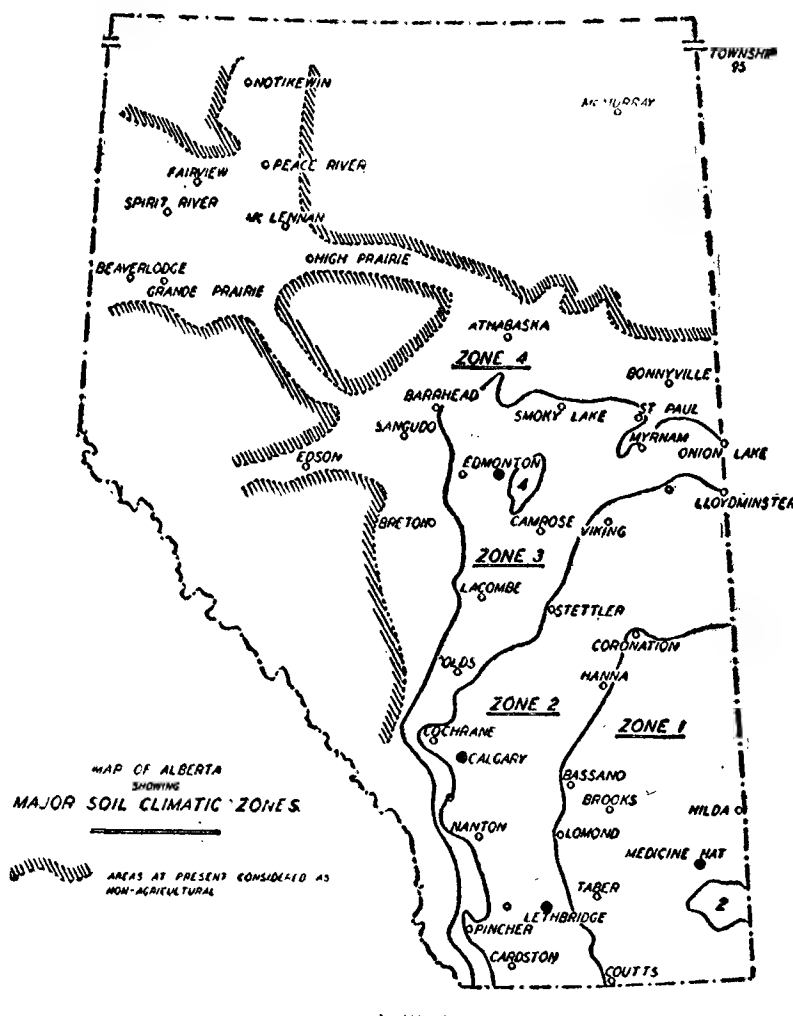 TOWNSHIP
95
NOTIKEWIN
McMURRAY
PEACE RIVER
FAIRVIEW
SPIRIT RIVER
McLENNAN
HIGH PRAIRIE
BEAVERLODGE
GRANDE PRAIRIE
ATHABASKA
ZONE 4
BONNYVILLE
BARRHEAD
SMOKY LAKE
ST PAUL
SANGUDO
MYRNAM
ONION LAKE
EDSON
EDMONTON
4
LLOYDMINSTER
BRETON
CAMROSE
VIKING
ZONE 3
LACOMBE
STETTLER
CORONATION
OLDS
HANNA
ZONE 2
ZONE 1
COCHRANE
CALGARY
MAP OF ALBERTA
SHOWING
MAJOR SOIL CLIMATIC ZONES.
BASSANO
BROOKS
HILDA
NANTON
LOMOND
MEDICINE HAT
AREAS AT PRESENT CONSIDERED AS
NON-AGRICULTURAL
TABER
2
LETHBRIDGE
PINCHER
CARDSTON
COUTTS